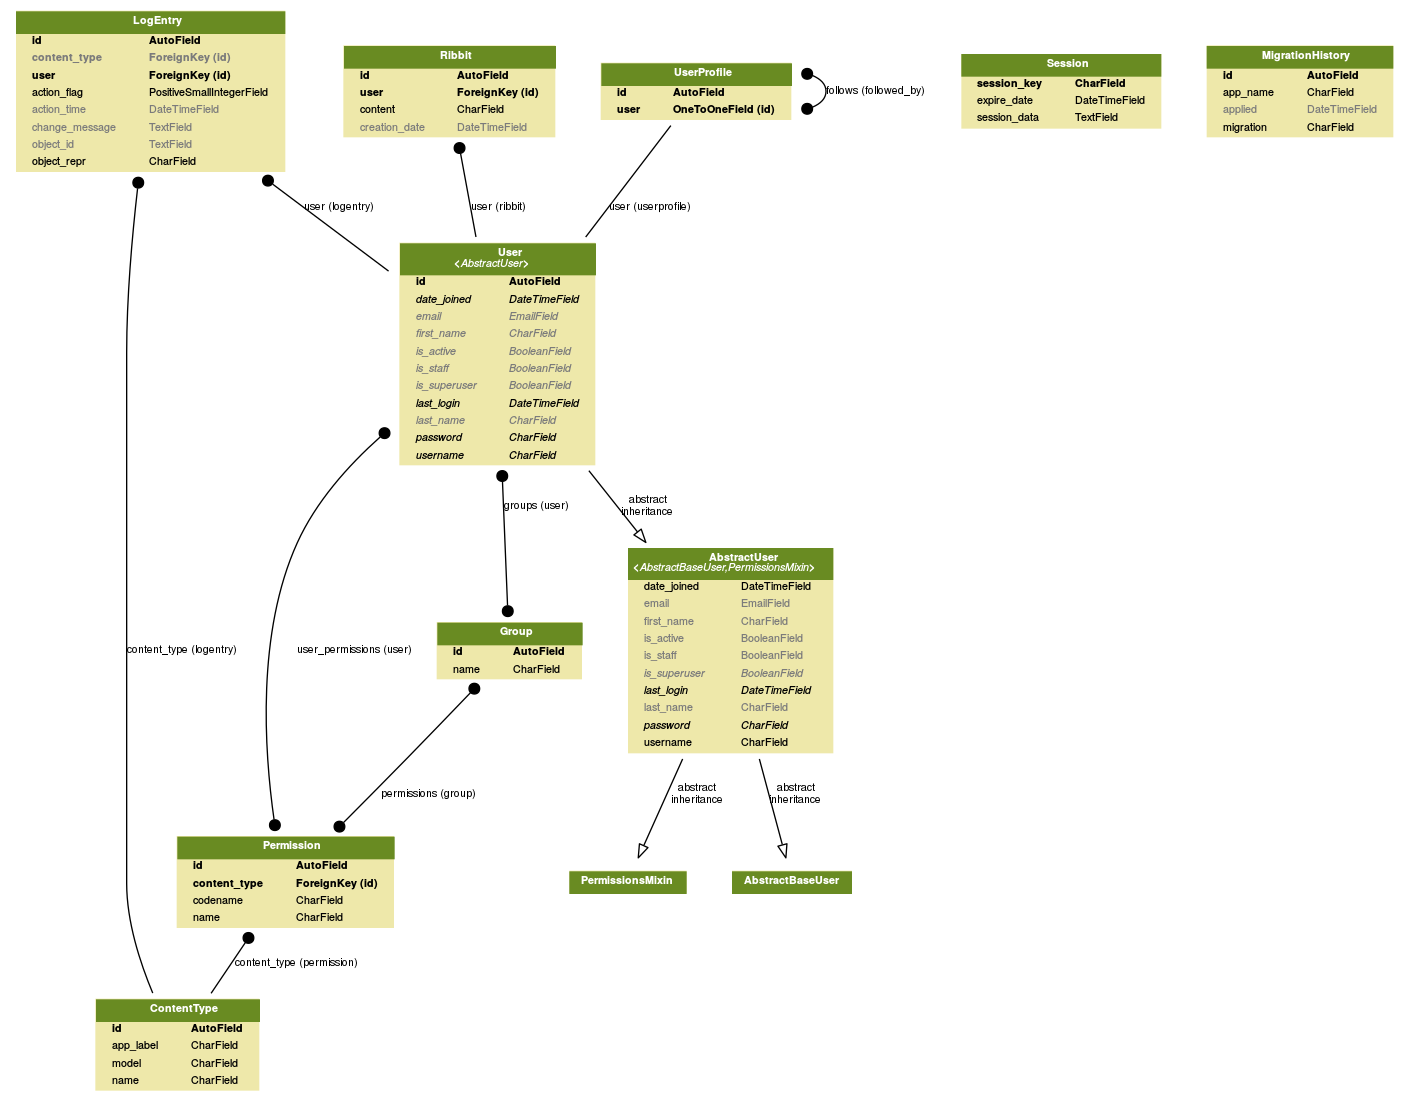 LogEntry
id AutoField
content_type ForeignKey (id)
user ForeignKey (id)
action_flag PositiveSmallIntegerField
action_time DateTimeField
change_message TextField
object_id TextField
object_repr CharField
Ribbit
id AutoField
user ForeignKey (id)
content CharField
creation_date DateTimeField
UserProfile
id AutoField
user OneToOneField (id)
follows (followed_by)
Session
session_key CharField
expire_date DateTimeField
session_data TextField
MigrationHistory
id AutoField
app_name CharField
applied DateTimeField
migration CharField
user (logentry)
user (ribbit)
user (userprofile)
User
<AbstractUser>
id AutoField
date_joined DateTimeField
email EmailField
first_name CharField
is_active BooleanField
is_staff BooleanField
is_superuser BooleanField
last_login DateTimeField
last_name CharField
password CharField
username CharField
groups (user)
abstract
inheritance
AbstractUser
<AbstractBaseUser,PermissionsMixin>
date_joined DateTimeField
email EmailField
first_name CharField
is_active BooleanField
is_staff BooleanField
is_superuser BooleanField
last_login DateTimeField
last_name CharField
password CharField
username CharField
content_type (logentry)
user_permissions (user)
Group
id AutoField
name CharField
permissions (group)
abstract
inheritance
abstract
inheritance
Permission
id AutoField
content_type ForeignKey (id)
codename CharField
name CharField
PermissionsMixin
AbstractBaseUser
content_type (permission)
ContentType
id AutoField
app_label CharField
model CharField
name CharField